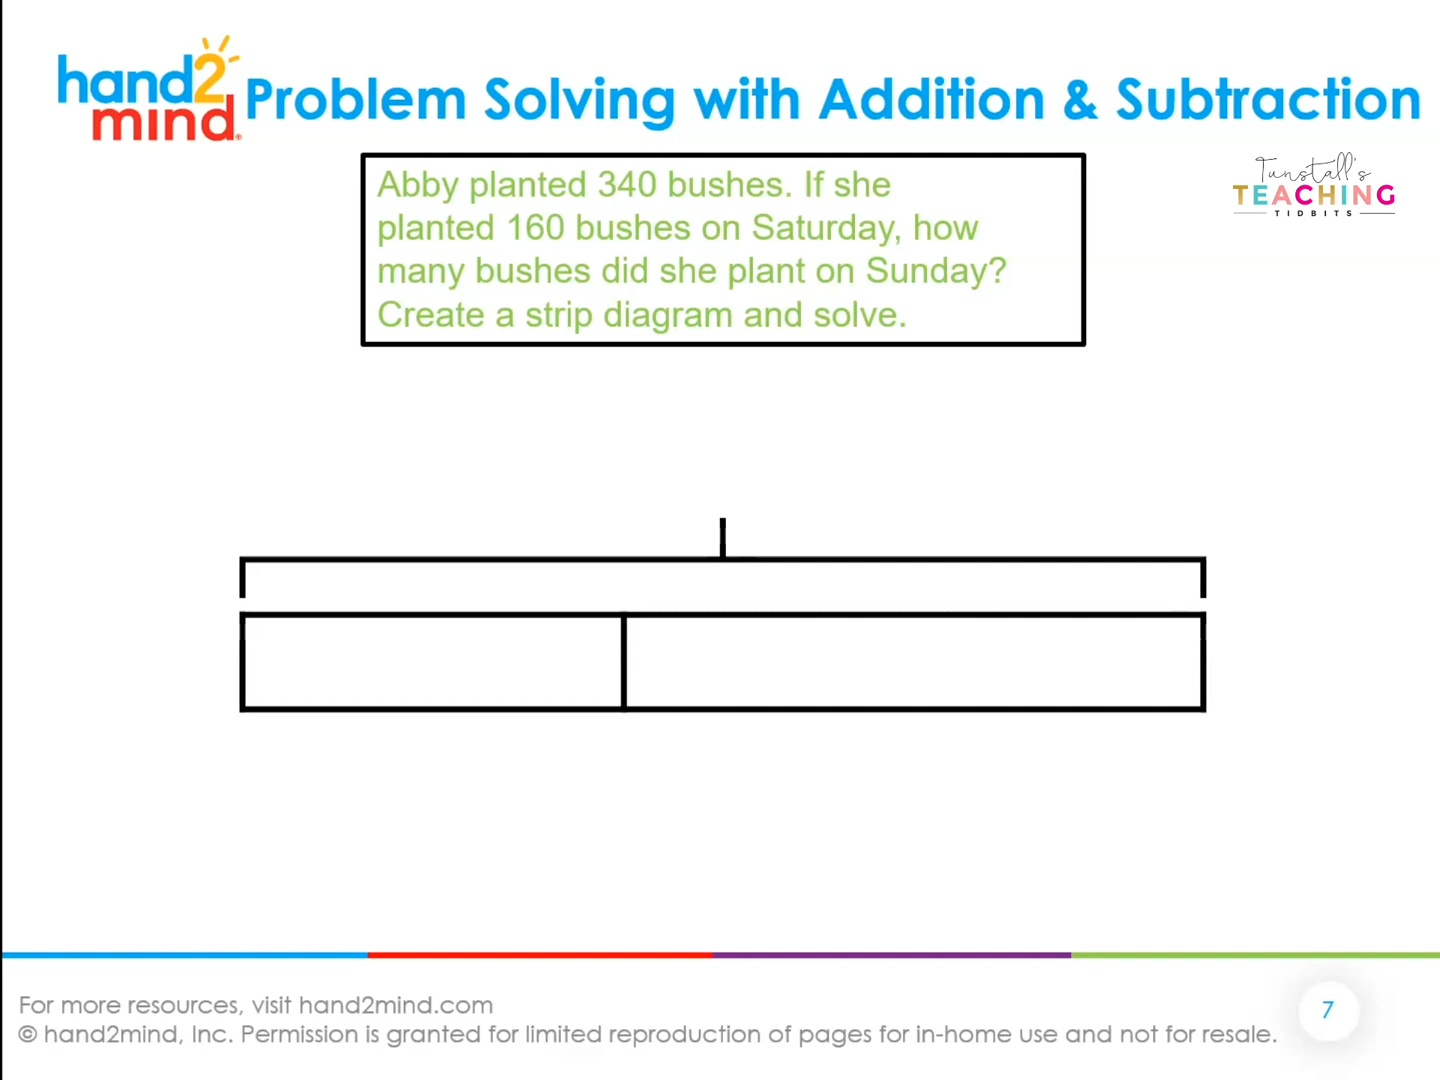 hand2mind®
Problem Solving with Addition & Subtraction
Tunstall's
TEACHING
TIDBITS
Abby planted 340 bushes. If she
planted 160 bushes on Saturday, how
many bushes did she plant on Sunday?
Create a strip diagram and solve.
For more resources, visit hand2mind.com
© hand2mind, Inc. Permission is granted for limited reproduction of pages for in-home use and not for resale.
7